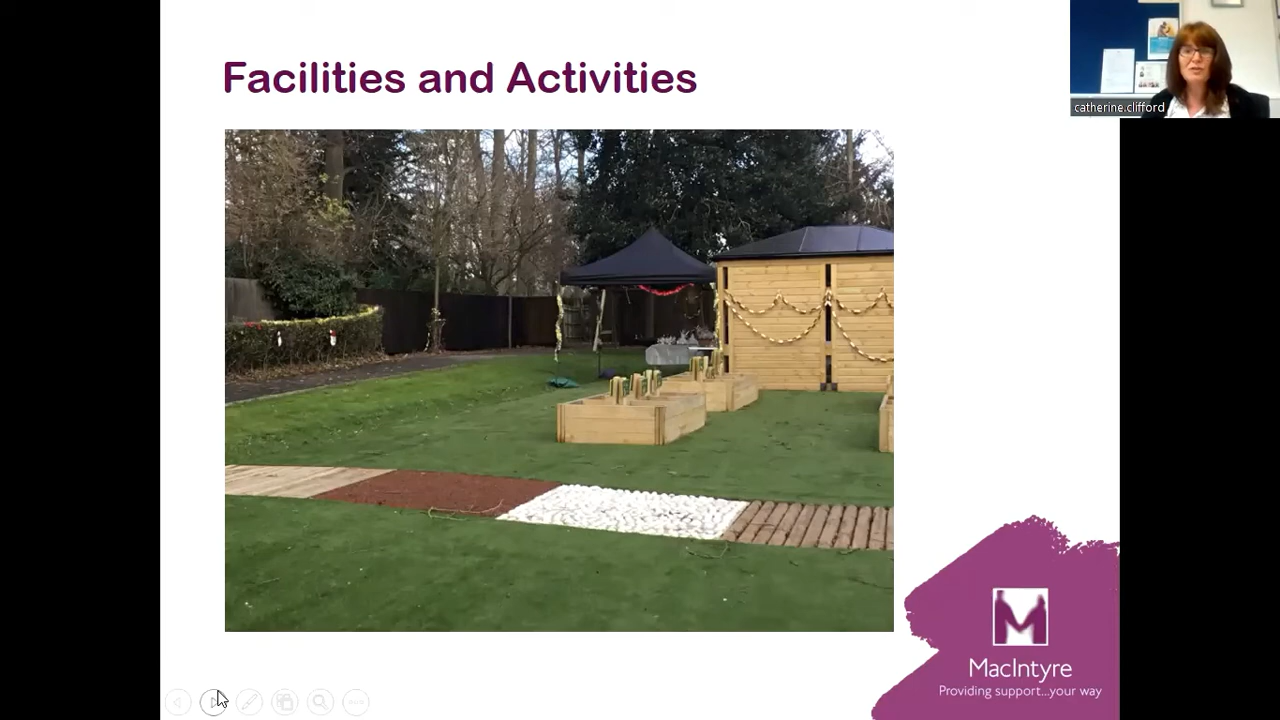 Facilities and Activities
catherine.clifford
MacIntyre
Providing support...your way